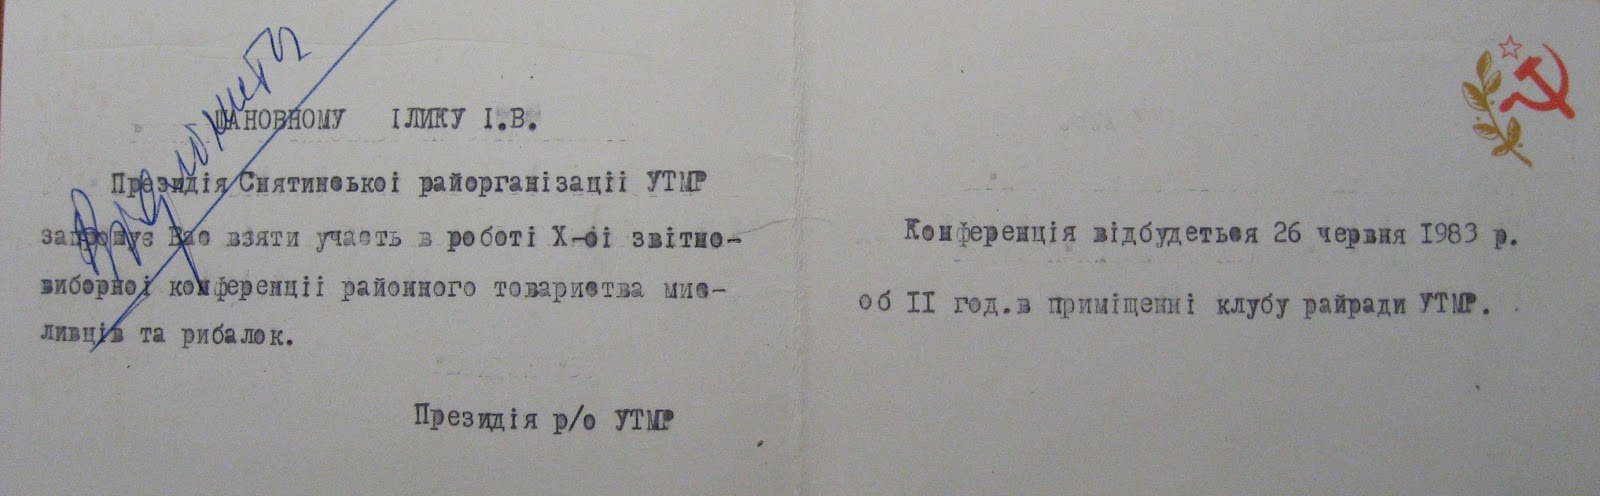 ШАНОВНОМУ ІЛИКУ І.В.
Президія Снятинської райорганізації УТМР
запрошує Вас взяти участь в роботі Х-ої звітно-
виборної конференції районного товариства мис-
ливців та рибалок.
Президія р/о УТМР
Конференція відбудеться 26 червня 1983 р.
об II год.в приміщенні клубу райради УТМР.